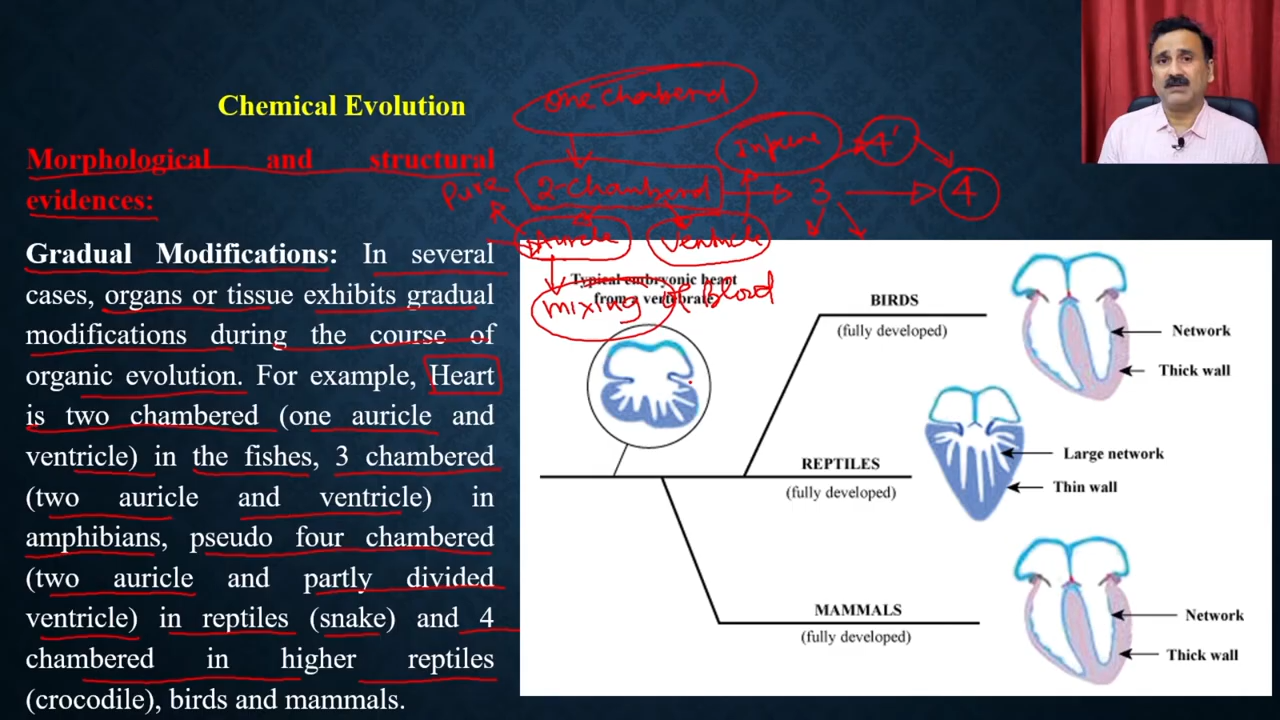 Chemical Evolution
one chaberd
Morphological and structural
evidences:
Impure
4'
Pure
2-chamberd
3
4
Auricle
ventricle
Gradual Modifications: In several
cases, organs or tissue exhibits gradual
modifications during the course of
organic evolution. For example, Heart
is two chambered (one auricle and
ventricle) in the fishes, 3 chambered
(two auricle and ventricle) in
amphibians, pseudo four chambered
(two auricle and partly divided
ventricle) in reptiles (snake) and 4
chambered in higher reptiles
(crocodile), birds and mammals.
Typical embryonic heart
from a vertebrate
mixing of blood
BIRDS
(fully developed)
Network
Thick wall
REPTILES
(fully developed)
Large network
Thin wall
MAMMALS
(fully developed)
Network
Thick wall